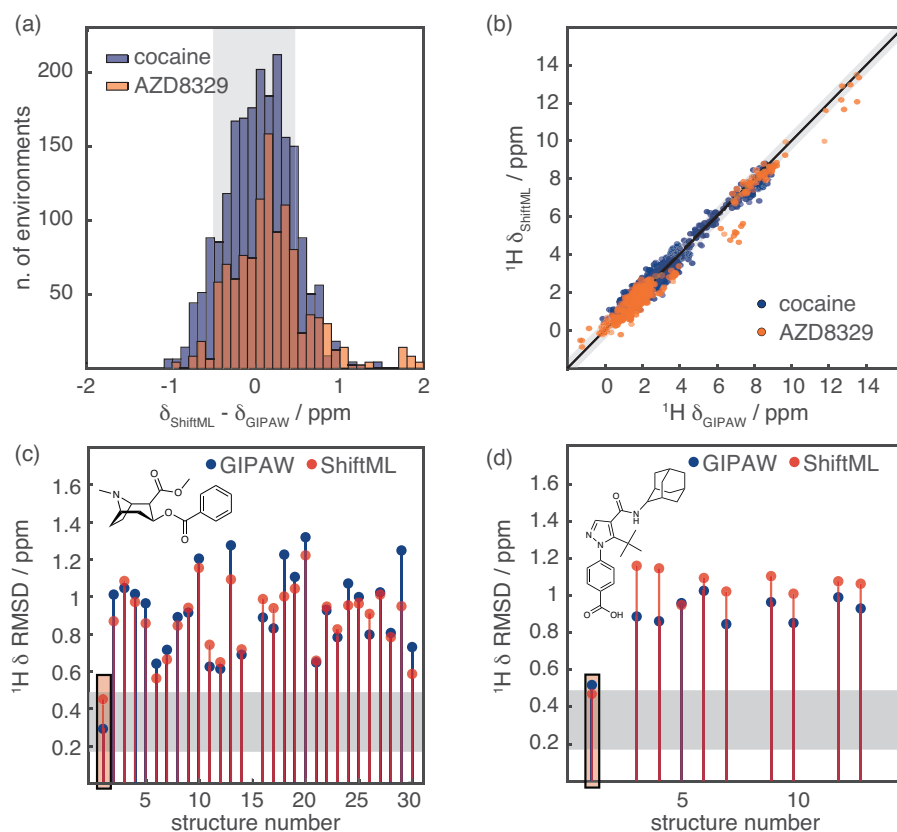 (a)
cocaine
AZD8329
200
150
100
50
n. of environments
-2 -1 0 1 2
δShiftML - δGIPAW / ppm
(b)
14
12
10
8
6
4
2
0
1H δShiftML / ppm
cocaine
AZD8329
0 2 4 6 8 10 12 14
1H δGIPAW / ppm
(c)
GIPAW ShiftML
1.6
1.4
1.2
1
0.8
0.6
0.4
0.2
1H δ RMSD / ppm
N
O
O
O
O
5 10 15 20 25 30
structure number
(d)
GIPAW ShiftML
1.6
1.4
1.2
1
0.8
0.6
0.4
0.2
1H δ RMSD / ppm
O
N
H
N
N
O
OH
5 10
structure number